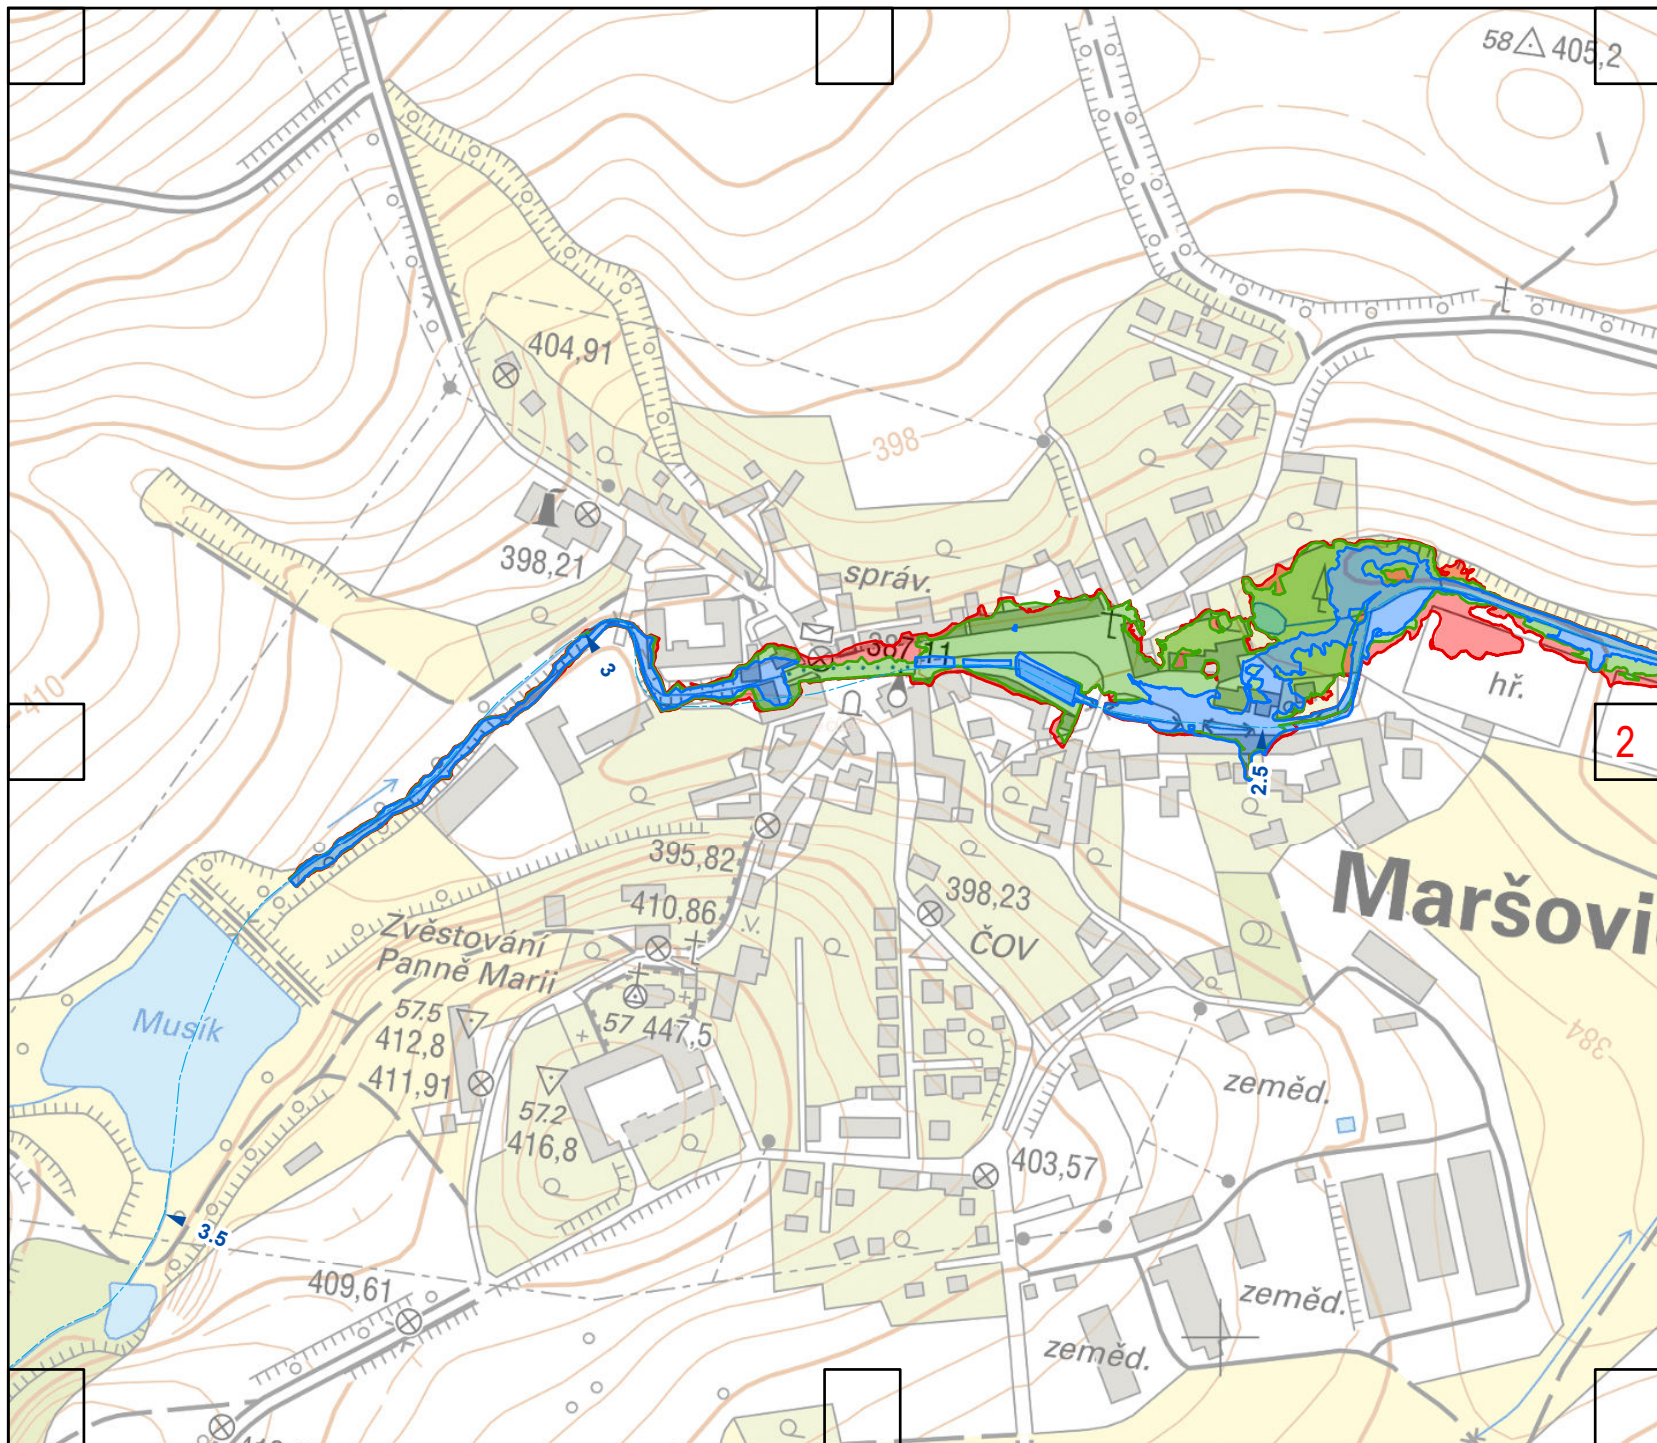 58 405,2
404,91
398
398,21
správ.
387,11
3
410
hř.
2
2.5
395,82
410,86
398,23
ČOV
Maršovi
Zvěstování
Panně Marii
v.
Musík
57.5
412,8
411,91
57 447,5
57.2
416,8
384
zeměd.
403,57
3.5
409,61
zeměd.
zeměd.